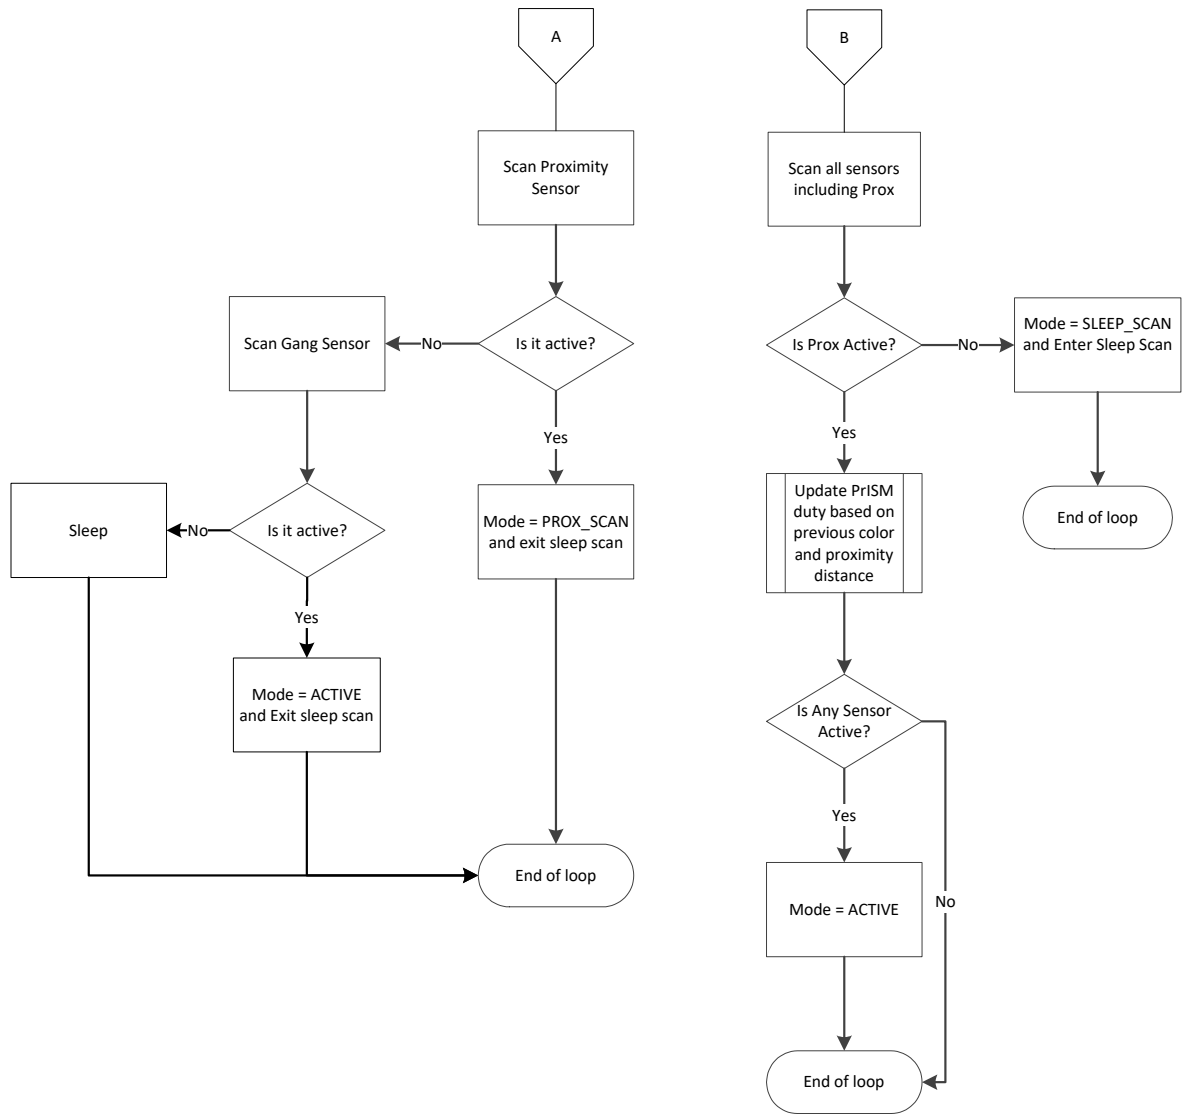 A
Scan Proximity
Sensor
Is it active?
No
Scan Gang Sensor
Yes
Mode = PROX_SCAN
and exit sleep scan
Is it active?
No
Sleep
Yes
Mode = ACTIVE
and Exit sleep scan
End of loop
B
Scan all sensors
including Prox
Is Prox Active?
No
Mode = SLEEP_SCAN
and Enter Sleep Scan
End of loop
Yes
Update PrISM
duty based on
previous color
and proximity
distance
Is Any Sensor
Active?
Yes
Mode = ACTIVE
No
End of loop